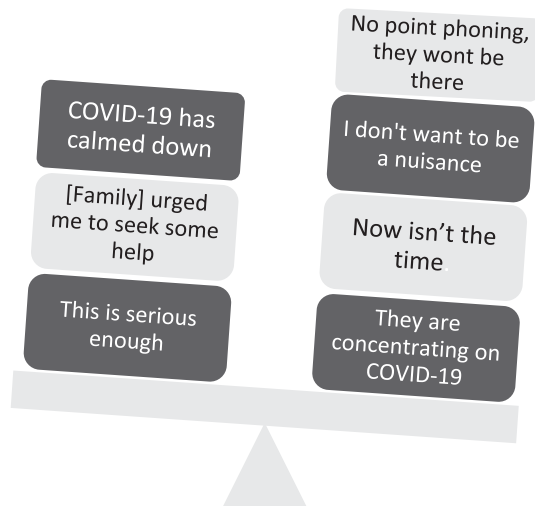 COVID-19 has
calmed down
[Family] urged
me to seek some
help
This is serious
enough
No point phoning,
they wont be
there
I don't want to be
a nuisance
Now isn’t the
time
They are
concentrating on
COVID-19